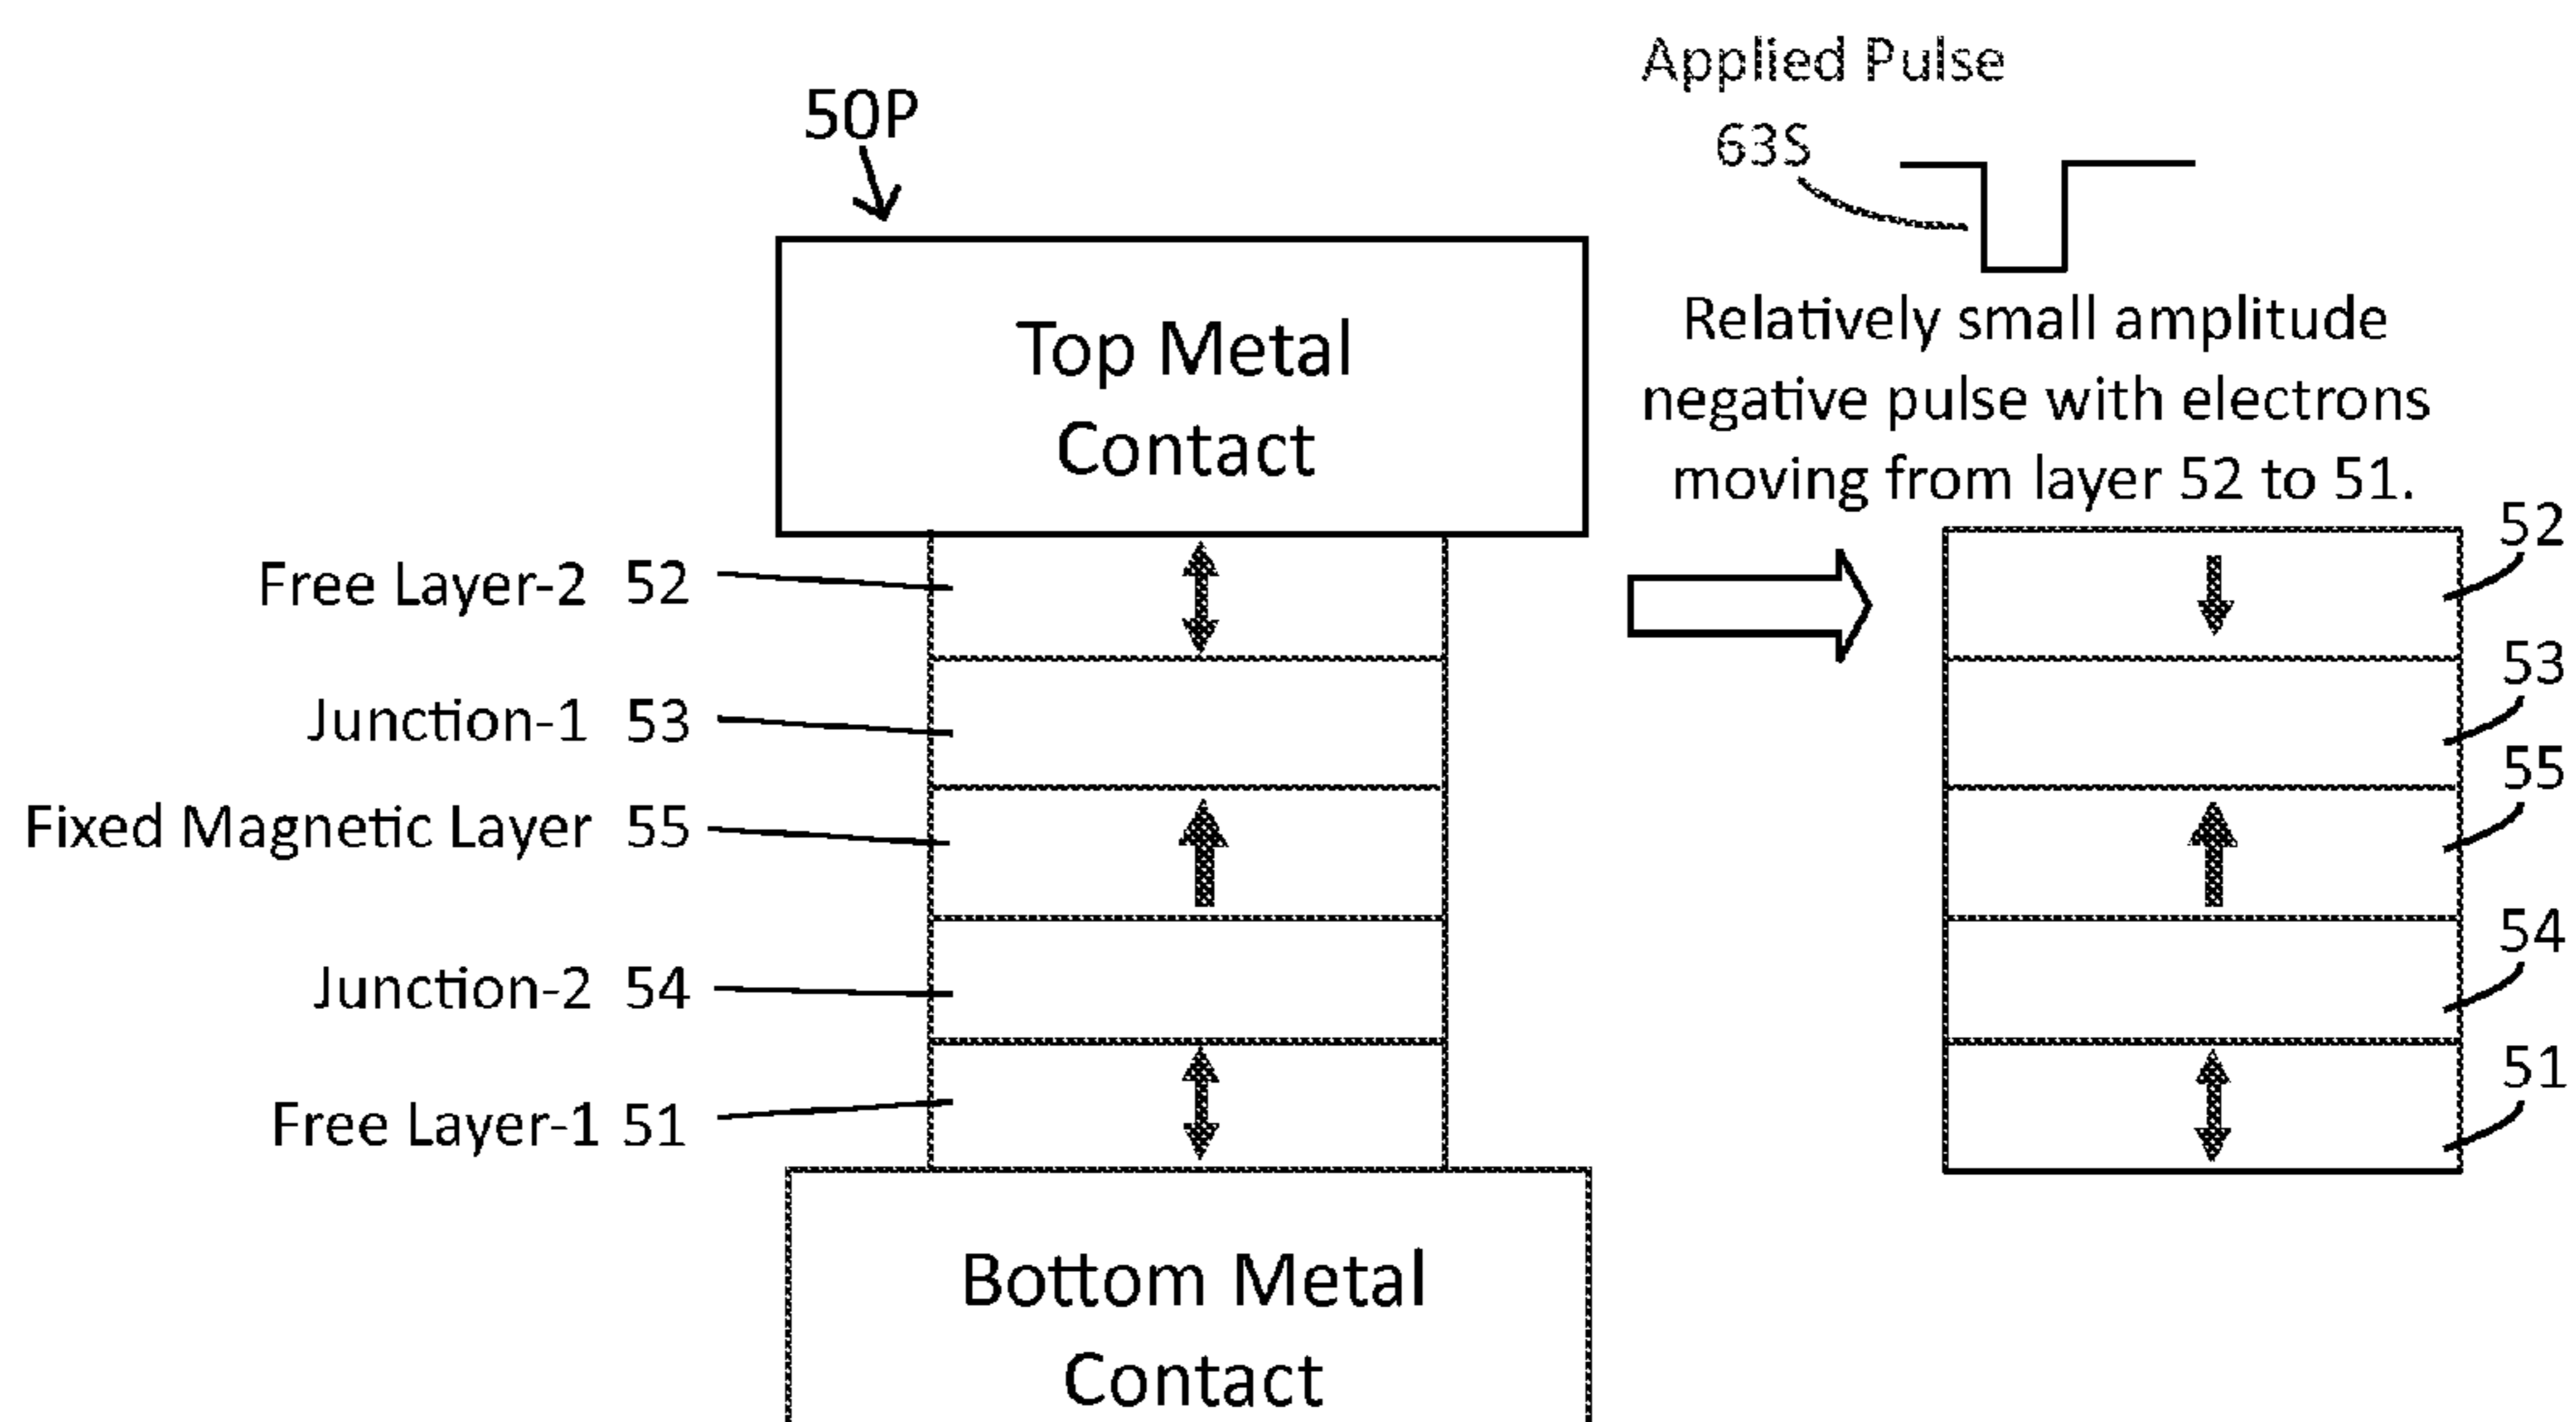 Applied Pulse
50P
63S
Top Metal
Contact
Relatively small amplitude
negative pulse with electrons
moving from layer 52 to 51.
Free Layer-2 52
52
Junction-1 53
53
Fixed Magnetic Layer 55
55
Junction-2 54
54
Free Layer-1 51
51
Bottom Metal
Contact